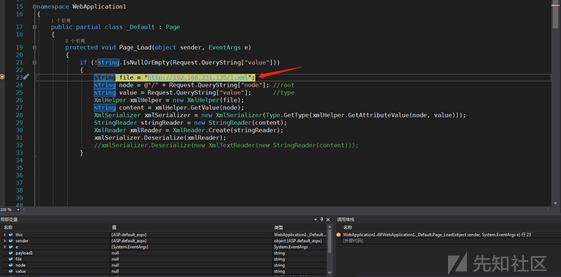 15 namespace WebApplication1
16 {
1 个引用
17 public partial class _Default : Page
18 {
0 个引用
19 protected void Page_Load(object sender, EventArgs e)
20 {
21 if (!string.IsNullOrEmpty(Request.QueryString["value"]))
22 {
23 string file =
24 string node = @"/" + Request.QueryString["node"]; //root
25 string value = Request.QueryString["value"]; //type
26 XmlHelper xmlHelper = new XmlHelper(file);
27 string content = xmlHelper.GetValue(node);
28 XmlSerializer xmlSerializer = new XmlSerializer(Type.GetType(xmlHelper.GetAttributeValue(node, value)));
29 StringReader stringReader = new StringReader(content);
30 XmlReader xmlReader = XmlReader.Create(stringReader);
31 xmlSerializer.Deserialize(xmlReader);
32 //xmlSerializer.Deserialize(new XmlTextReader(new StringReader(content)));
33 }
34
35
36
37
38
39
局部变量
名称 值 类型
this {ASP.default_aspx} WebApplication1._Default
sender {ASP.default_aspx} object {ASP.default_aspx}
e {System.EventArgs} System.EventArgs
payload1 null string
file null string
node null string
value null string
调用堆栈
名称
WebApplication1.dll!WebApplication1._Default.Page_Load(object sender, System.EventArgs e) 行 23
[外部代码]
先知社区